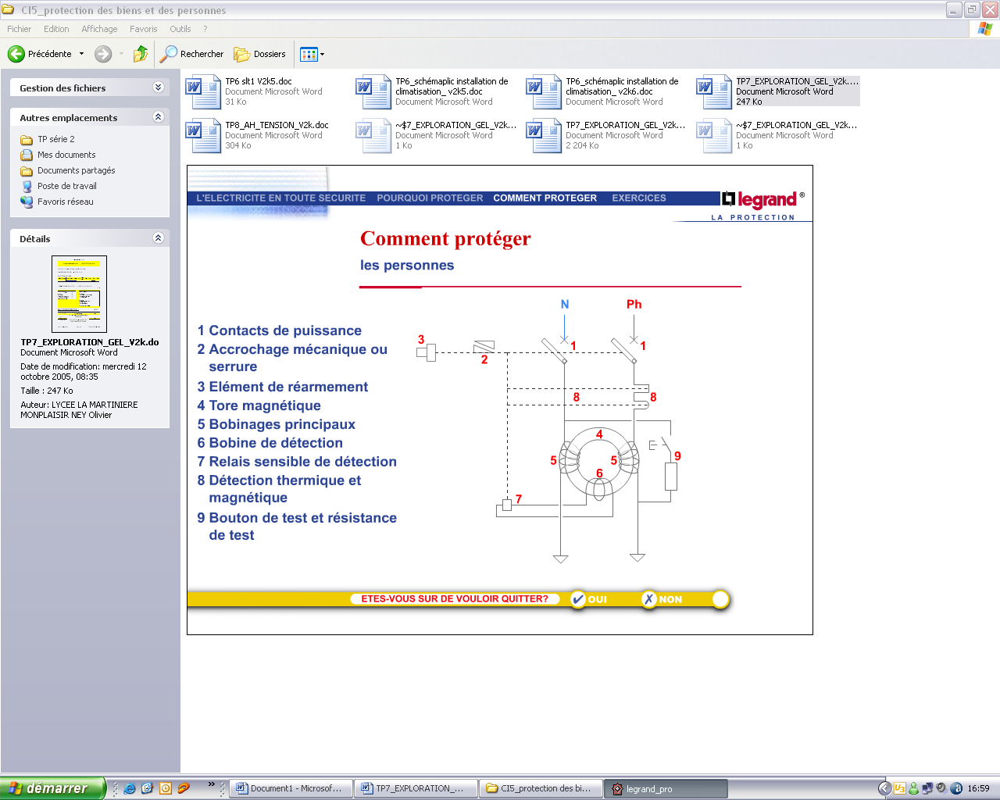 CI5_protection des biens et des personnes
Fichier Edition Affichage Favoris Outils ?
Précédente Rechercher Dossiers
Gestion des fichiers
Autres emplacements
TP série 2
Mes documents
Documents partagés
Poste de travail
Favoris réseau
Détails
TP7_EXPLORATION_GEL_V2k.do
Document Microsoft Word
Date de modification: mercredi 12
octobre 2005, 08:35
Taille : 247 Ko
Auteur: LYCEE LA MARTINIERE
MONPLAISIR NEY Olivier
TP6 slt1 V2k5.doc
Document Microsoft Word
31 Ko
TP6_schémaplic installation de
climatisation_ v2k5.doc
Document Microsoft Word
TP6_schémaplic installation de
climatisation_ v2k6.doc
Document Microsoft Word
TP7_EXPLORATION_GEL_V2k....
Document Microsoft Word
247 Ko
TP8_AH_TENSION_V2k.doc
Document Microsoft Word
304 Ko
~$7_EXPLORATION_GEL_V2k...
Document Microsoft Word
1 Ko
TP7_EXPLORATION_GEL_V2k...
Document Microsoft Word
2 204 Ko
~$7_EXPLORATION_GEL_V2k...
Document Microsoft Word
1 Ko
L'ELECTRICITE EN TOUTE SECURITE POURQUOI PROTEGER COMMENT PROTEGER EXERCICES
legrand ®
LA PROTECTION
Comment protéger
les personnes
1 Contacts de puissance
2 Accrochage mécanique ou
serrure
3 Elément de réarmement
4 Tore magnétique
5 Bobinages principaux
6 Bobine de détection
7 Relais sensible de détection
8 Détection thermique et
magnétique
9 Bouton de test et résistance
de test
N Ph
3 1 1
2
8 8
4
5 5 9
6
7
ETES-VOUS SUR DE VOULOIR QUITTER? OUI NON
démarrer
Document1 - Microsof...
TP7_EXPLORATION_...
CI5_protection des bi...
legrand_pro
16:59